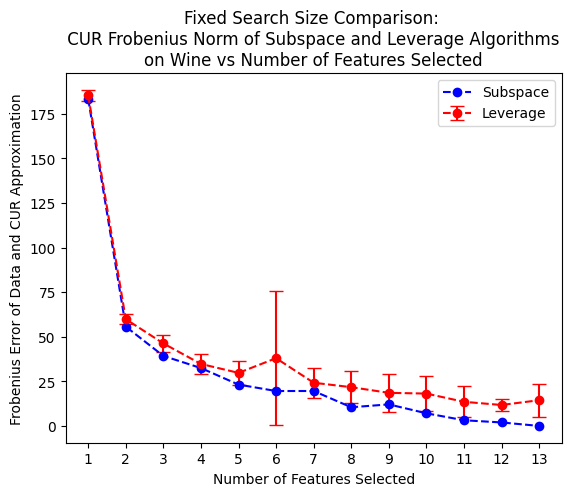 Fixed Search Size Comparison:
CUR Frobenius Norm of Subspace and Leverage Algorithms
on Wine vs Number of Features Selected
Subspace
Leverage
Frobenius Error of Data and CUR Approximation
175
150
125
100
75
50
25
0
1 2 3 4 5 6 7 8 9 10 11 12 13
Number of Features Selected